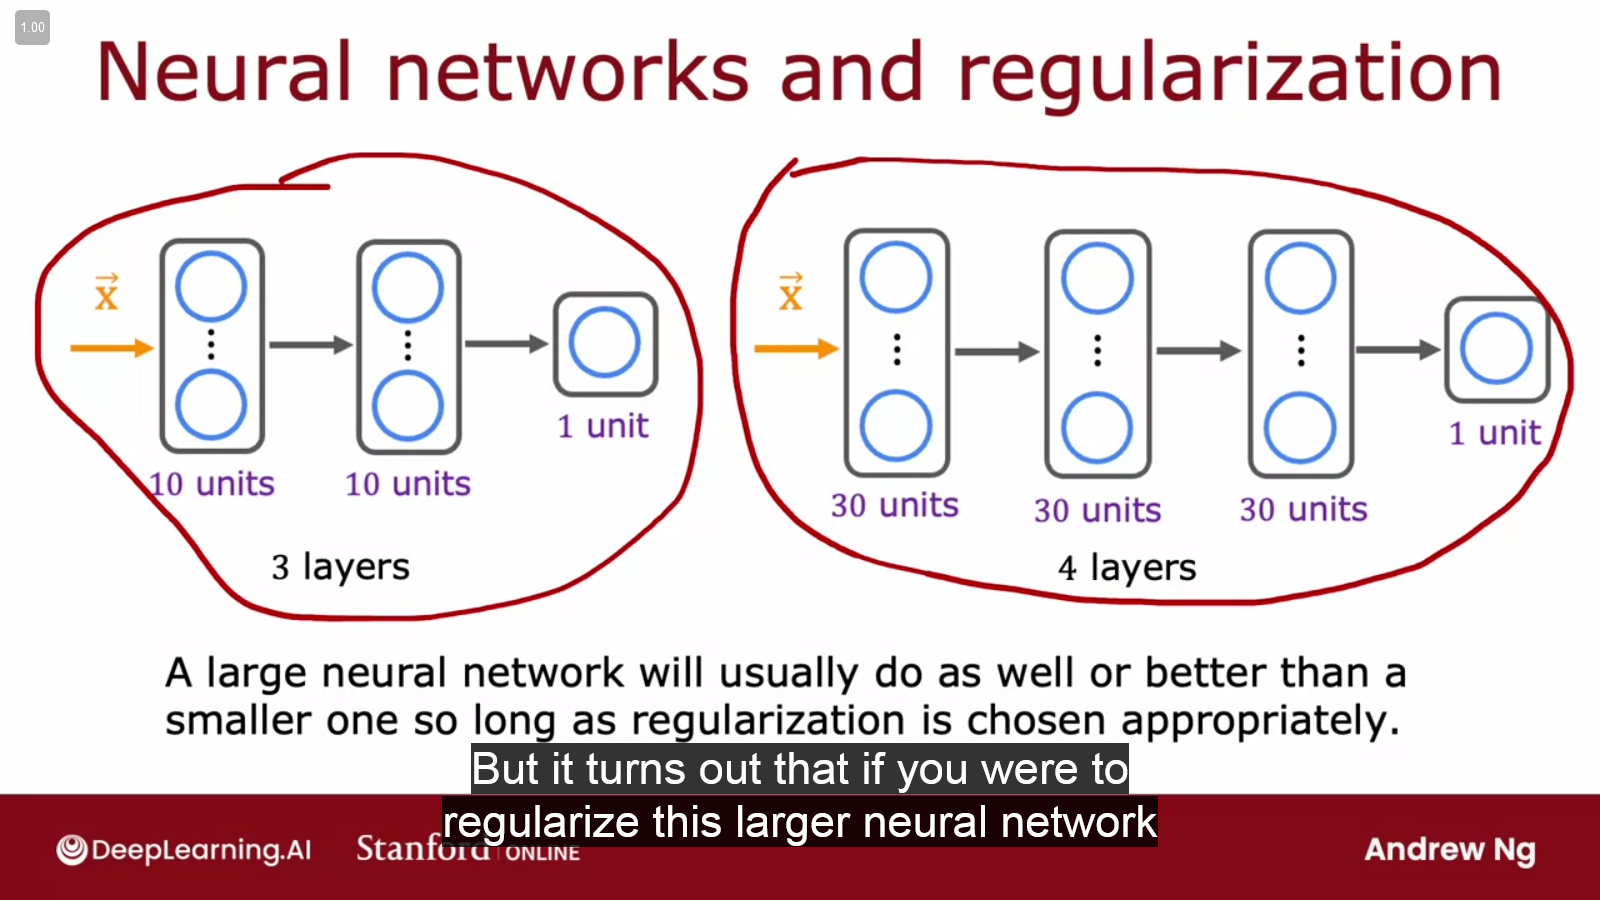 1.00
Neural networks and regularization
x
10 units
10 units
1 unit
3 layers
x
30 units
30 units
30 units
1 unit
4 layers
A large neural network will usually do as well or better than a
smaller one so long as regularization is chosen appropriately.
But it turns out that if you were to
regularize this larger neural network
DeepLearning.AI
Stanford ONLINE
Andrew Ng